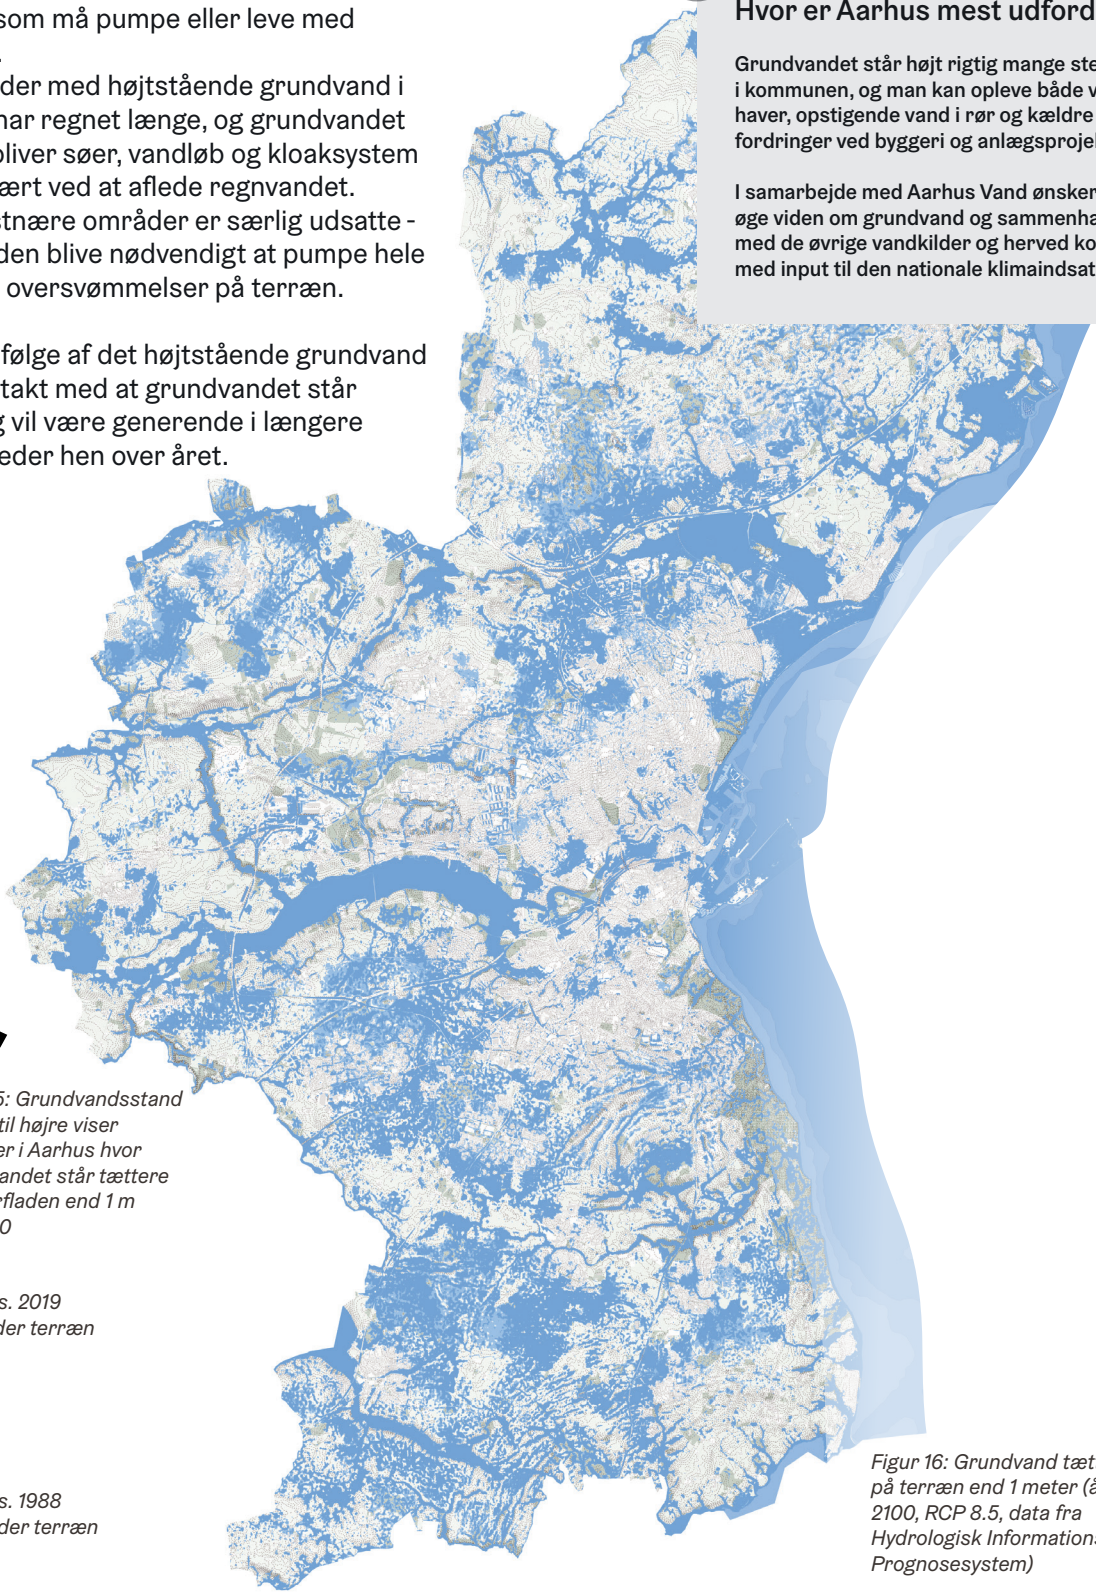 som må pumpe eller leve med
.
der med højtstående grundvand i
har regnet længe, og grundvandet
bliver søer, vandløb og kloaksystem
ært ved at aflede regnvandet.
stnære områder er særlig udsatte -
den blive nødvendigt at pumpe hele
oversvømmelser på terræn.
følge af det højtstående grundvand
takt med at grundvandet står
g vil være generende i længere
eder hen over året.
Hvor er Aarhus mest udford
Grundvandet står højt rigtig mange ste
i kommunen, og man kan opleve både v
haver, opstigende vand i rør og kældre
fordringer ved byggeri og anlægsproje
I samarbejde med Aarhus Vand ønsker
øge viden om grundvand og sammenha
med de øvrige vandkilder og herved ko
med input til den nationale klimaindsat
5: Grundvandsstand
til højre viser
er i Aarhus hvor
andet står tættere
rfladen end 1 m
0
s. 2019
der terræn
s. 1988
der terræn
Figur 16: Grundvand tætt
på terræn end 1 meter (å
2100, RCP 8.5, data fra
Hydrologisk Informations
Prognosesystem)